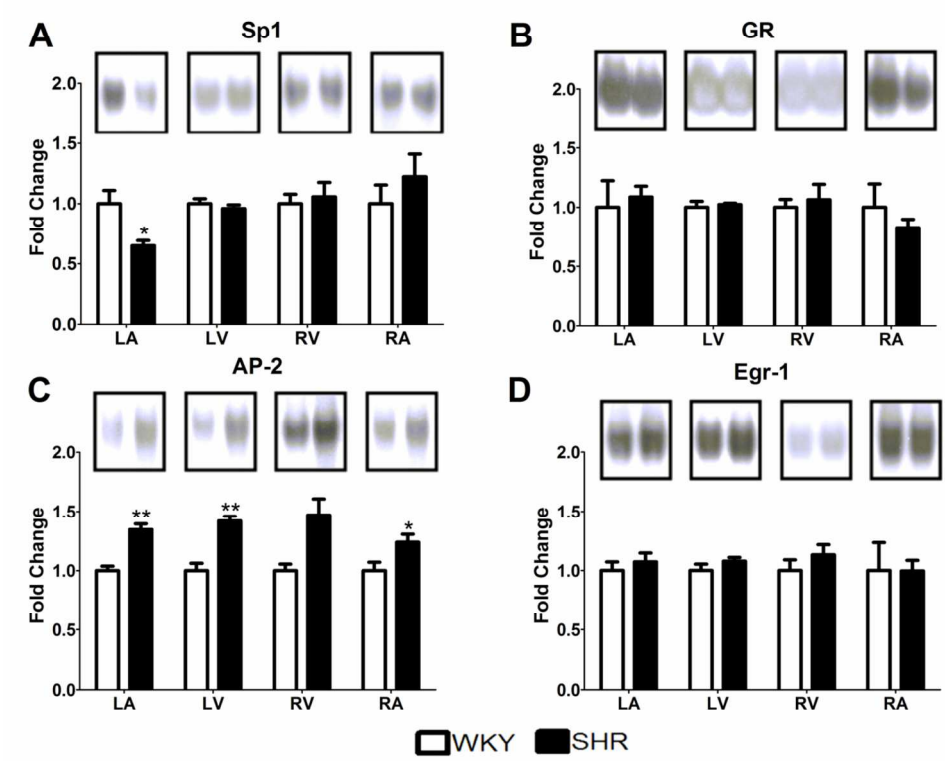 A
Sp1
2.0
1.5
1.0
0.5
0.0
Fold Change
*
LA LV RV RA
B
GR
2.0
1.5
1.0
0.5
0.0
Fold Change
LA LV RV RA
C
AP-2
2.0
1.5
1.0
0.5
0.0
Fold Change
** ** *
LA LV RV RA
D
Egr-1
2.0
1.5
1.0
0.5
0.0
Fold Change
LA LV RV RA
WKY SHR